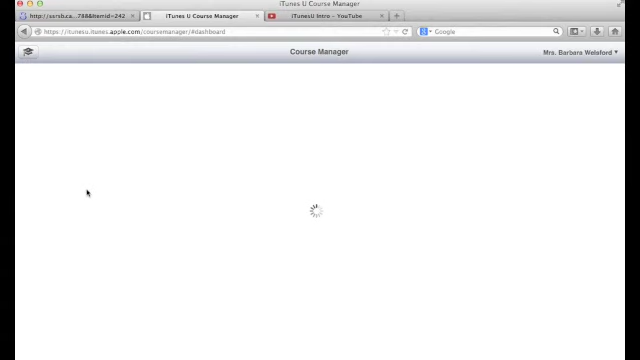 iTunes U Course Manager
http://ssrsb.ca...788&Itemid=242
iTunes U Course Manager
iTunesU Intro - YouTube
https://itunesu.itunes.apple.com/coursemanager/#dashboard
Google
Course Manager
Mrs. Barbara Welsford